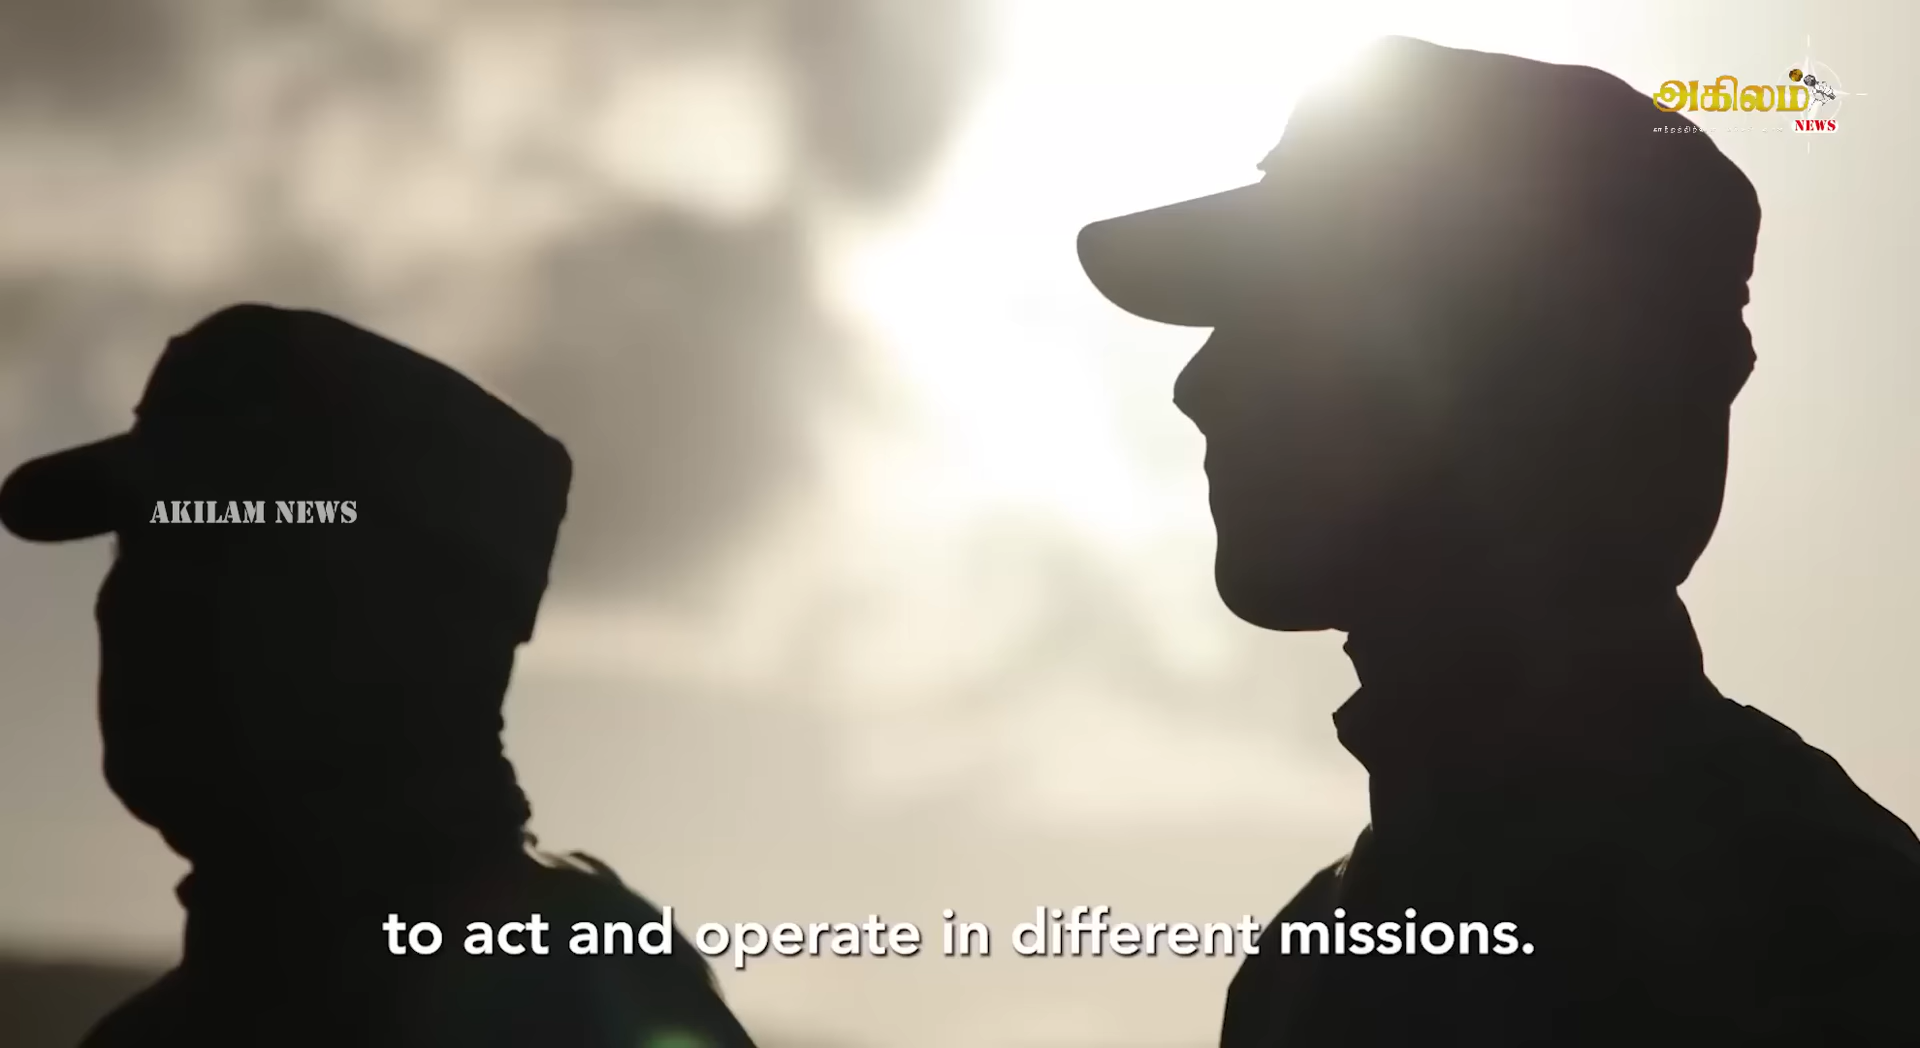 அகிலம்
NEWS
AKILAM NEWS
to act and operate in different missions.